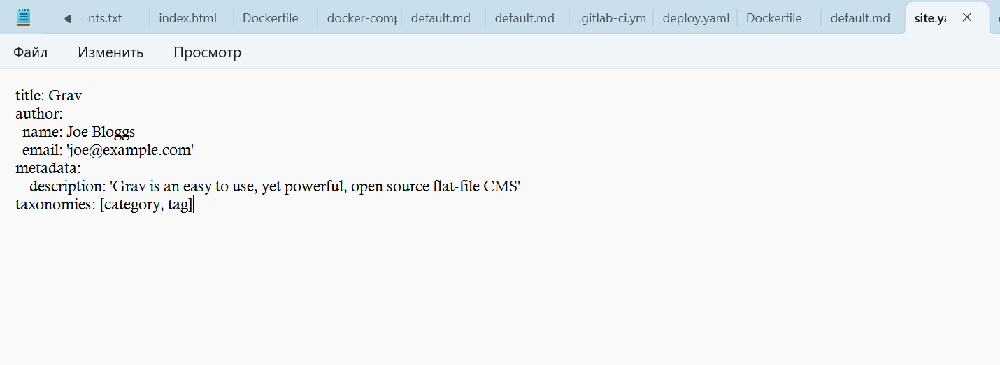 nts.txt index.html Dockerfile docker-comp default.md default.md .gitlab-ci.yml deploy.yaml Dockerfile default.md site.ya
Файл Изменить Просмотр
title: Grav
author:
  name: Joe Bloggs
  email: 'joe@example.com'
metadata:
    description: 'Grav is an easy to use, yet powerful, open source flat-file CMS'
taxonomies: [category, tag]